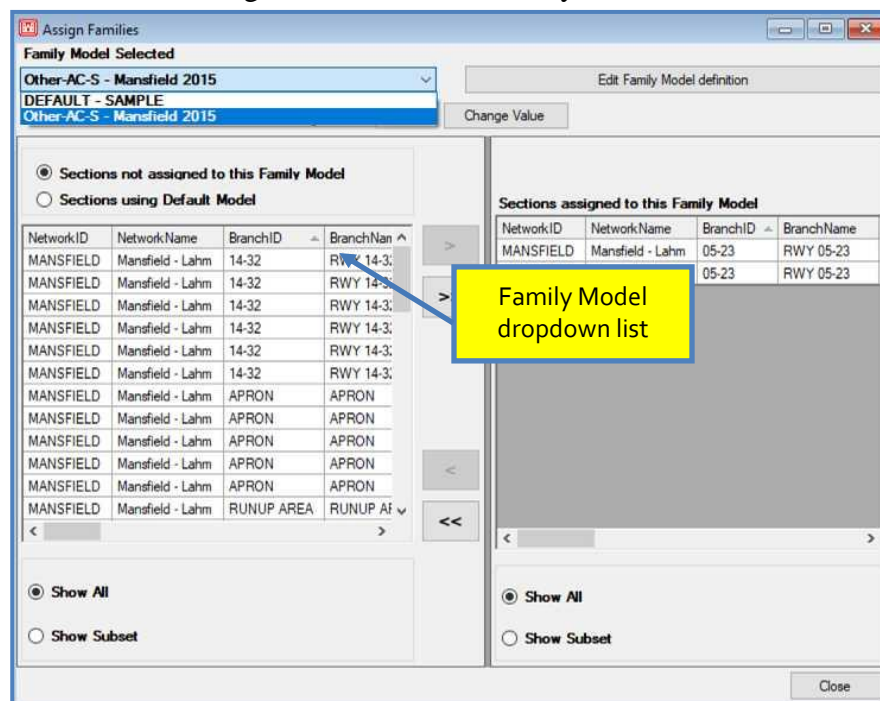 Assign Families
Family Model Selected
Other-AC-S - Mansfield 2015
Edit Family Model definition
DEFAULT - SAMPLE
Other-AC-S - Mansfield 2015
Change Value
Sections not assigned to this Family Model
Sections using Default Model
Sections assigned to this Family Model
NetworkID NetworkName BranchID BranchNam
MANSFIELD Mansfield - Lahm 14-32 RWY 14-32
MANSFIELD Mansfield - Lahm 14-32 RWY 14-32
MANSFIELD Mansfield - Lahm 14-32 RWY 14-32
MANSFIELD Mansfield - Lahm 14-32 RWY 14-32
MANSFIELD Mansfield - Lahm 14-32 RWY 14-32
MANSFIELD Mansfield - Lahm 14-32 RWY 14-32
MANSFIELD Mansfield - Lahm APRON APRON
MANSFIELD Mansfield - Lahm APRON APRON
MANSFIELD Mansfield - Lahm APRON APRON
MANSFIELD Mansfield - Lahm APRON APRON
MANSFIELD Mansfield - Lahm APRON APRON
MANSFIELD Mansfield - Lahm RUNUP AREA RUNUP AF
>
>
<
<<
NetworkID NetworkName BranchID BranchName
MANSFIELD Mansfield - Lahm 05-23 RWY 05-23
05-23 RWY 05-23
Family Model
dropdown list
Show All
Show Subset
Show All
Show Subset
Close